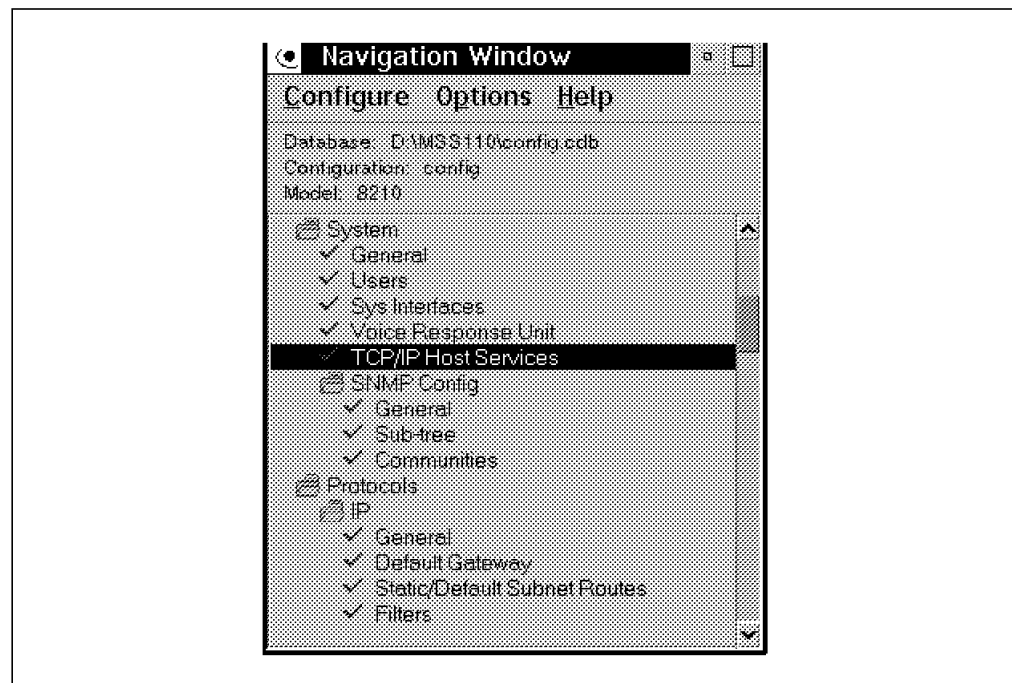 Navigation Window
Configure Options Help
Database: D:\MSS110\config.cdb
Configuration: config
Model: 8210
System
General
Users
Sys Interfaces
Voice Response Unit
TCP/IP Host Services
SNMP Config
General
Sub-tree
Communities
Protocols
IP
General
Default Gateway
Static/Default Subnet Routes
Filters